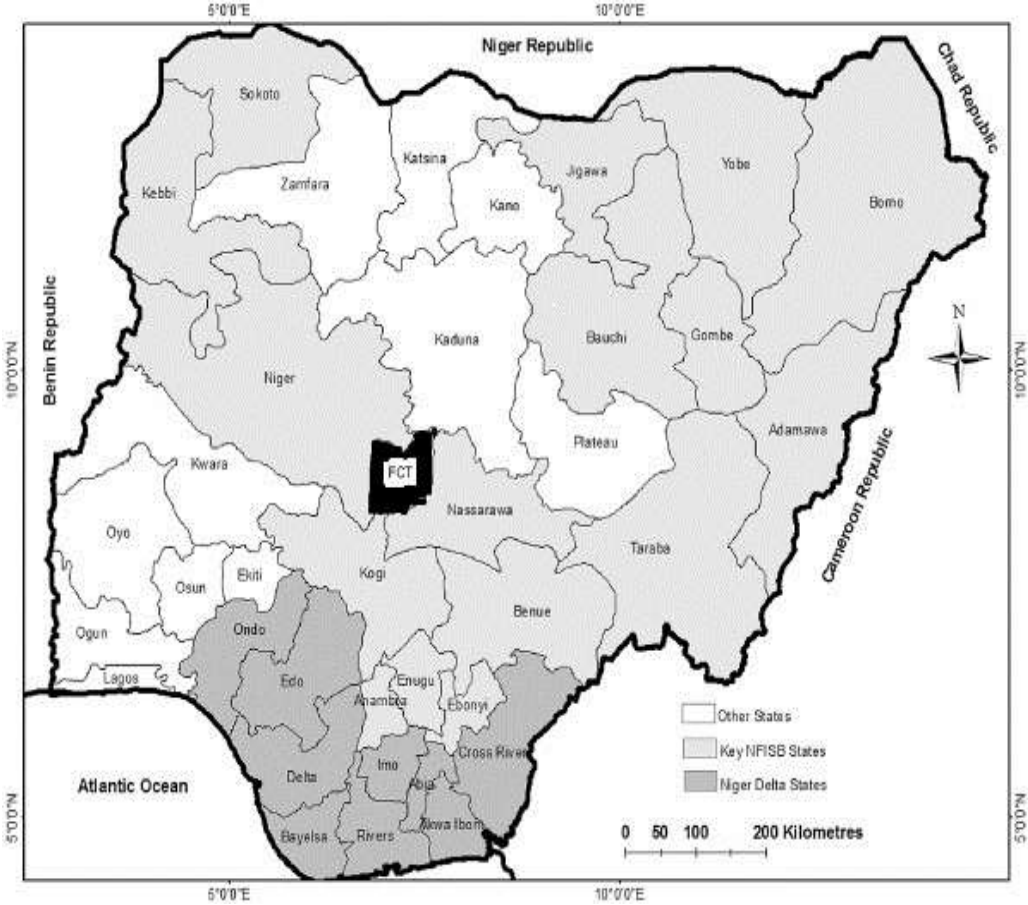 5°0'0"E
10°0'0"E
Niger Republic
Chad Republic
Sokoto
Katsina
Yobe
Jigawa
Zamfara
Kebbi
Kano
Borno
Benin Republic
N
Kaduna
Bauchi
Gombe
10°0'0"N
10°0'0"N
Niger
Adamawa
Plateau
Kwara
FCT
Nassarawa
Cameroon Republic
Oyo
Taraba
Kogi
Ekiti
Osun
Benue
Ondo
Ogun
Lagos
Edo
Enugu
Anambra
Ebonyi
Other States
Key NFISB States
Niger Delta States
Cross River
Imo
Abia
Delta
Atlantic Ocean
5°0'0"N
5°0'0"N
Akwa Ibom
Bayelsa
Rivers
0 50 100 200 Kilometres
5°0'0"E
10°0'0"E